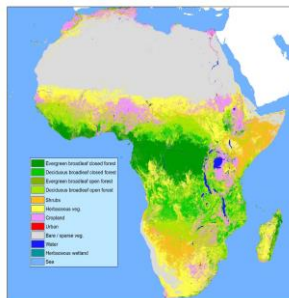 Evergreen broadleaf closed forest
Deciduous broadleaf closed forest
Evergreen broadleaf open forest
Deciduous broadleaf open forest
Shrubs
Herbaceous veg.
Cropland
Urban
Bare / sparse veg.
Water
Herbaceous wetland
Sea